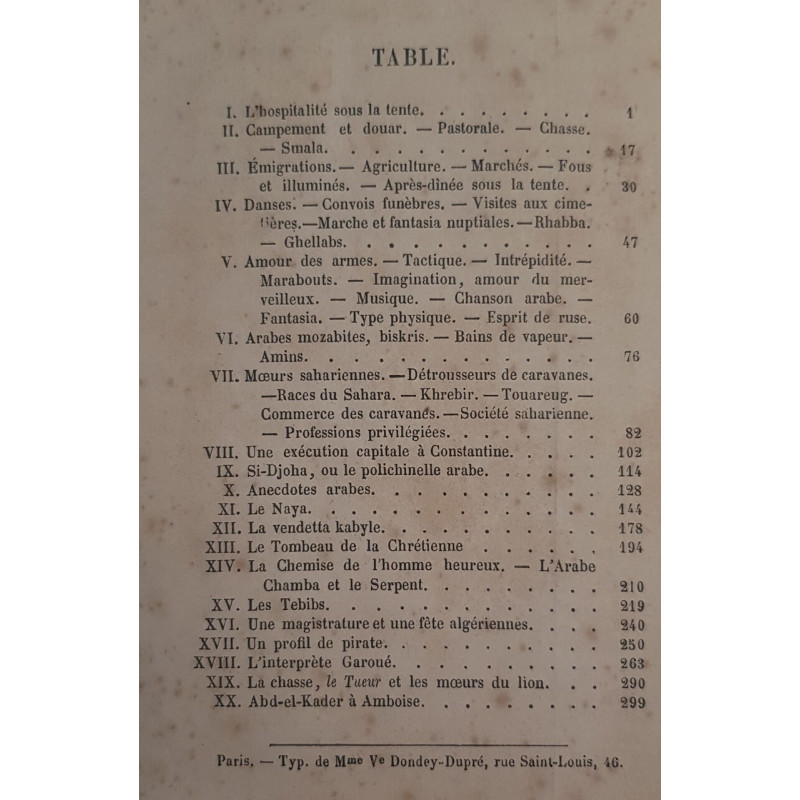 TABLE.
I. L'hospitalité sous la tente. . . . . . . . . 1
II. Campement et douar. — Pastorale. — Chasse.
— Smala. . . . . . . . . . . . . 17
III. Émigrations. — Agriculture. — Marchés. — Fous
et illuminés. — Après-dînée sous la tente. . 30
IV. Danses. — Convois funèbres. — Visites aux cime-
tières. — Marche et fantasia nuptiales. — Rhabba.
— Ghellabs. . . . . . . . . . . . 47
V. Amour des armes. — Tactique. — Intrépidité. —
Marabouts. — Imagination, amour du mer-
veilleux. — Musique. — Chanson arabe. —
Fantasia. — Type physique. — Esprit de ruse. 60
VI. Arabes mozabites, biskris. — Bains de vapeur. —
Amins. . . . . . . . . . . . . . 76
VII. Mœurs sahariennes. — Détrousseurs de caravanes.
— Races du Sahara. — Khrebir. — Touareug. —
Commerce des caravanes. — Société saharienne.
— Professions privilégiées. . . . . . . . 82
VIII. Une exécution capitale à Constantine. . . . . 102
IX. Si-Djoha, ou le polichinelle arabe. . . . . . 114
X. Anecdotes arabes. . . . . . . . . . . 128
XI. Le Naya. . . . . . . . . . . . . 144
XII. La vendetta kabyle. . . . . . . . . . . 178
XIII. Le Tombeau de la Chrétienne . . . . . . 194
XIV. La Chemise de l'homme heureux. — L'Arabe
Chamba et le Serpent. . . . . . . . . 210
XV. Les Tebibs. . . . . . . . . . . . . 219
XVI. Une magistrature et une fête algériennes. . . . 240
XVII. Un profil de pirate. . . . . . . . . . . 250
XVIII. L'interprète Garoué. . . . . . . . . . . 263
XIX. La chasse, le Tueur et les mœurs du lion. . . 290
XX. Abd-el-Kader à Amboise. . . . . . . . . 299
Paris. — Typ. de Mme Ve Dondey-Dupré, rue Saint-Louis, 46.